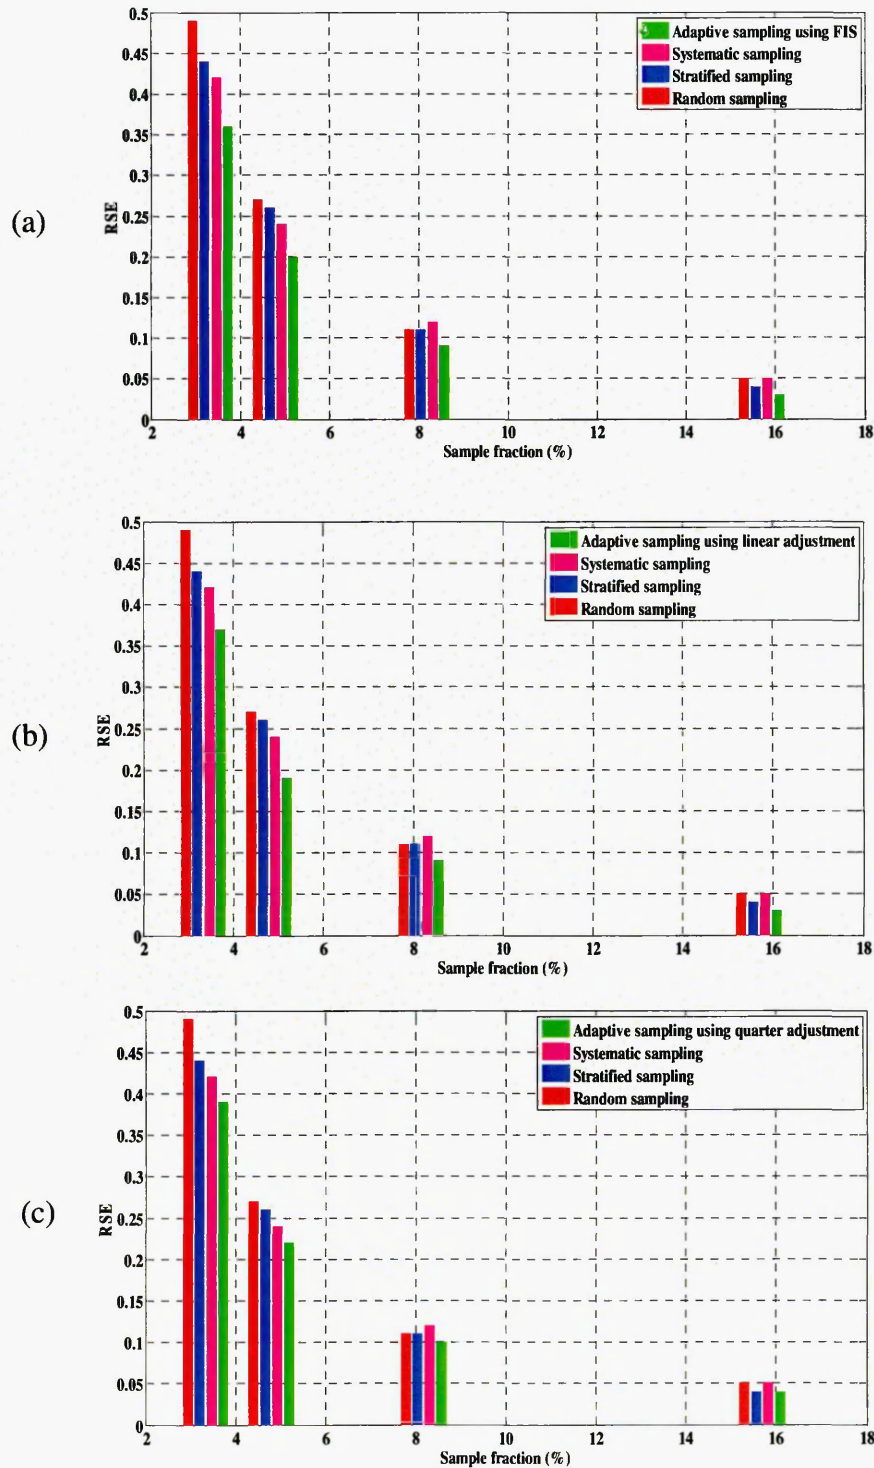 (a)
0.5
0.45
0.4
0.35
0.3
0.25
0.2
0.15
0.1
0.05
0
RSE
2 4 6 8 10 12 14 16 18
Sample fraction (%)
Adaptive sampling using FIS
Systematic sampling
Stratified sampling
Random sampling
(b)
0.5
0.45
0.4
0.35
0.3
0.25
0.2
0.15
0.1
0.05
0
RSE
2 4 6 8 10 12 14 16 18
Sample fraction (%)
Adaptive sampling using linear adjustment
Systematic sampling
Stratified sampling
Random sampling
(c)
0.5
0.45
0.4
0.35
0.3
0.25
0.2
0.15
0.1
0.05
0
RSE
2 4 6 8 10 12 14 16 18
Sample fraction (%)
Adaptive sampling using quarter adjustment
Systematic sampling
Stratified sampling
Random sampling